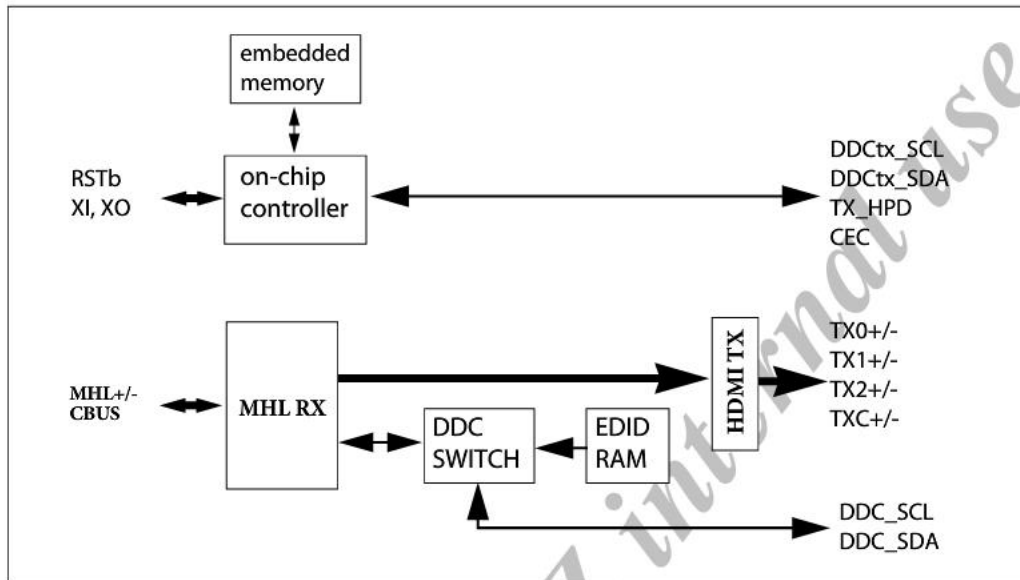 embedded
memory
RSTb
XI, XO
on-chip
controller
DDCtx_SCL
DDCtx_SDA
TX_HPD
CEC
MHL+/-
CBUS
MHL RX
HDMI TX
TX0+/-
TX1+/-
TX2+/-
TXC+/-
DDC
SWITCH
EDID
RAM
DDC_SCL
DDC_SDA
internal use